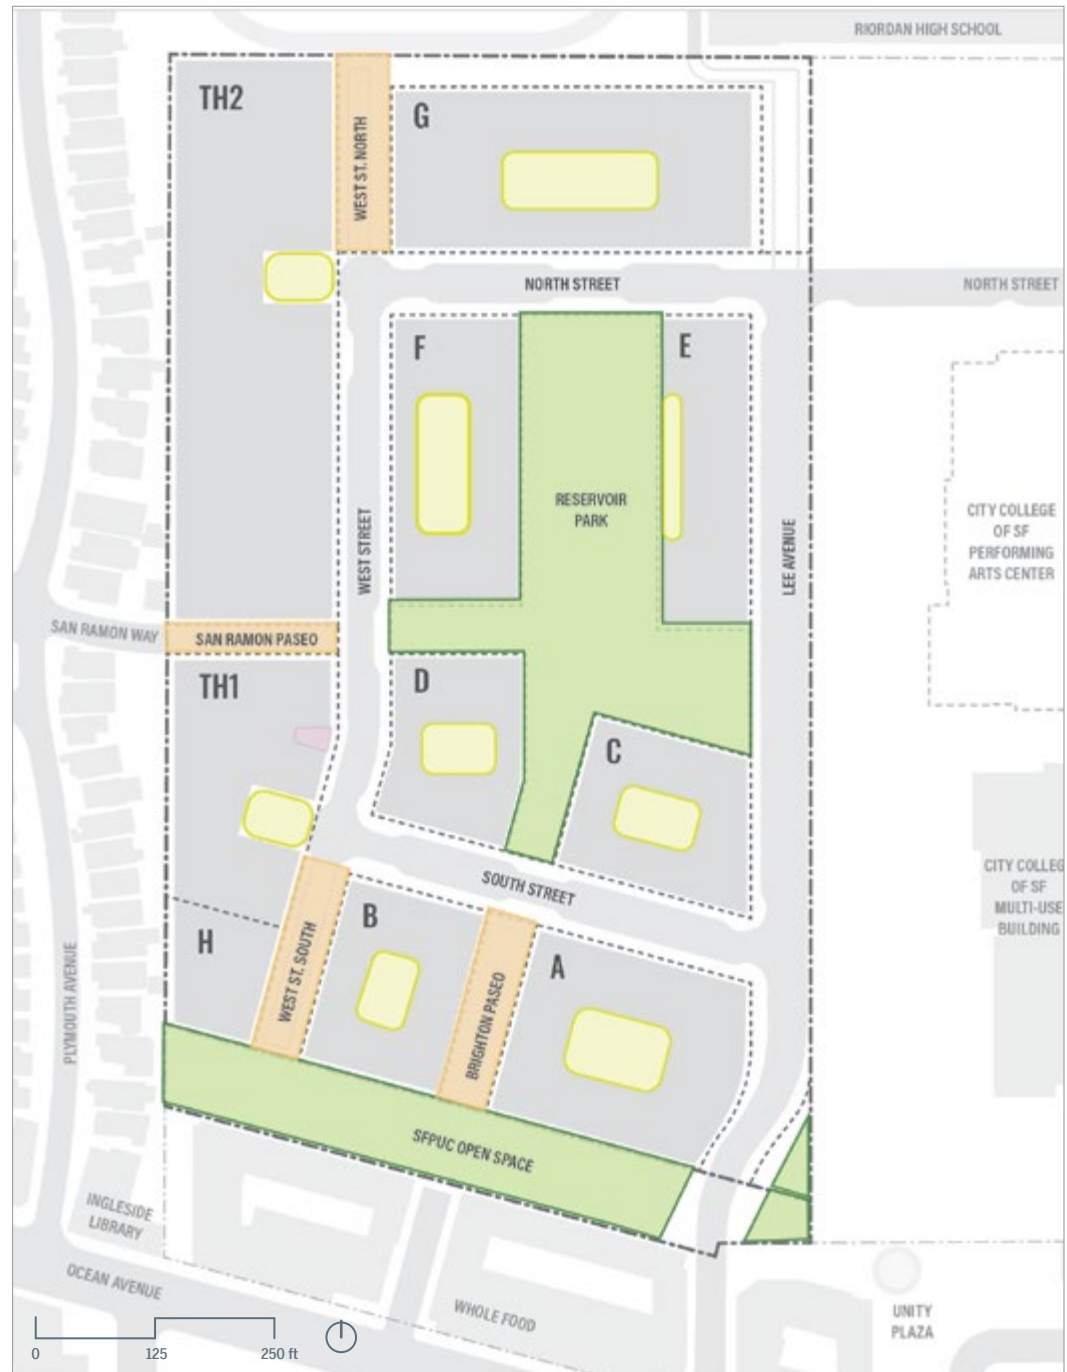 RIORDAN HIGH SCHOOL
TH2
G
WEST ST. NORTH
NORTH STREET
NORTH STREET
F
E
RESERVOIR
PARK
WEST STREET
LEE AVENUE
CITY COLLEGE
OF SF
PERFORMING
ARTS CENTER
SAN RAMON WAY
SAN RAMON PASEO
TH1
D
C
CITY COLLEG
OF SF
MULTI-USE
BUILDING
SOUTH STREET
B
H
A
WEST ST. SOUTH
BRIGHTON PASEO
PLYMOUTH AVENUE
SFPUC OPEN SPACE
INGLESIDE
LIBRARY
OCEAN AVENUE
WHOLE FOOD
UNITY
PLAZA
0 125 250 ft